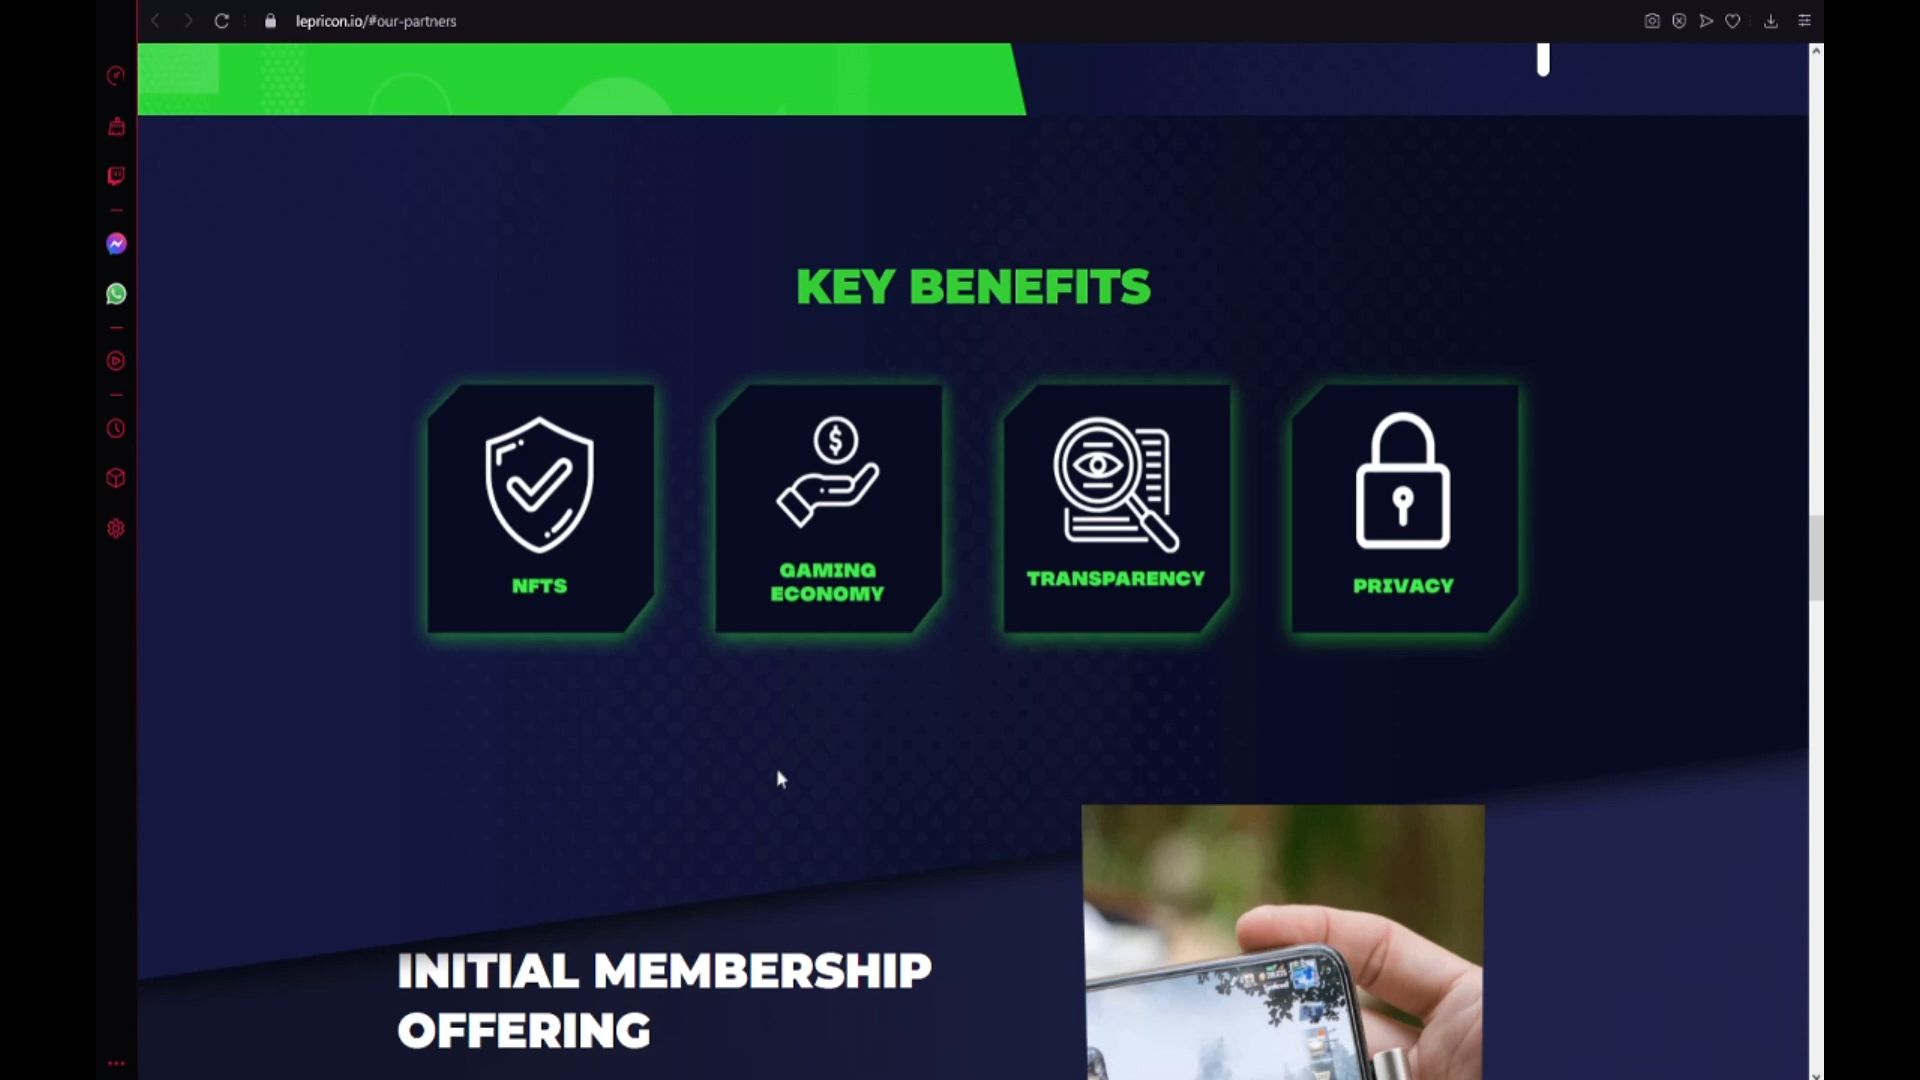 lepricon.io/#our-partners
KEY BENEFITS
NFTS
GAMING
ECONOMY
TRANSPARENCY
PRIVACY
INITIAL MEMBERSHIP
OFFERING